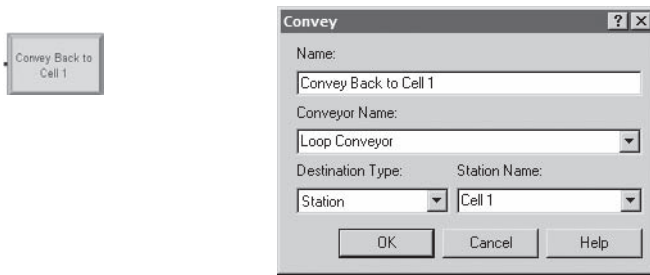 Convey Back to
Cell 1
Convey
? X
Name:
Convey Back to Cell 1
Conveyor Name:
Loop Conveyor
Destination Type: Station Name:
Station Cell 1
OK Cancel Help